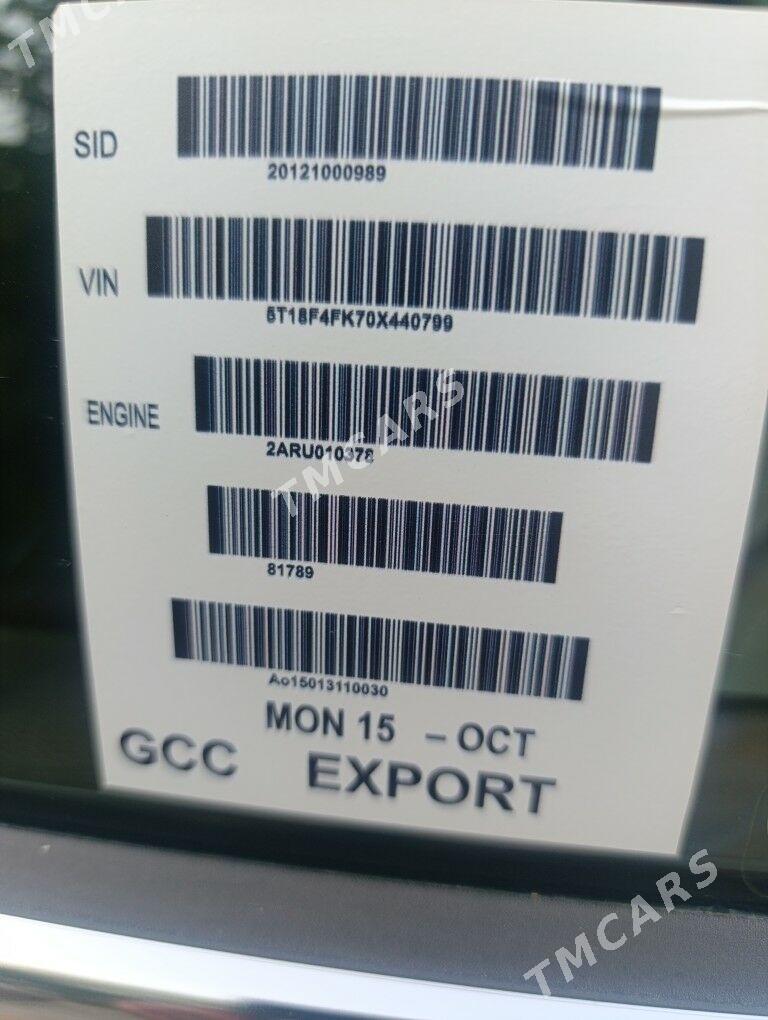 TMCARS
SID
20121000989
VIN
5T18F4FK70X440799
ENGINE
2ARU010378
TMCARS
81789
Ao15013110030
MON 15 – OCT
GCC EXPORT
TMCARS